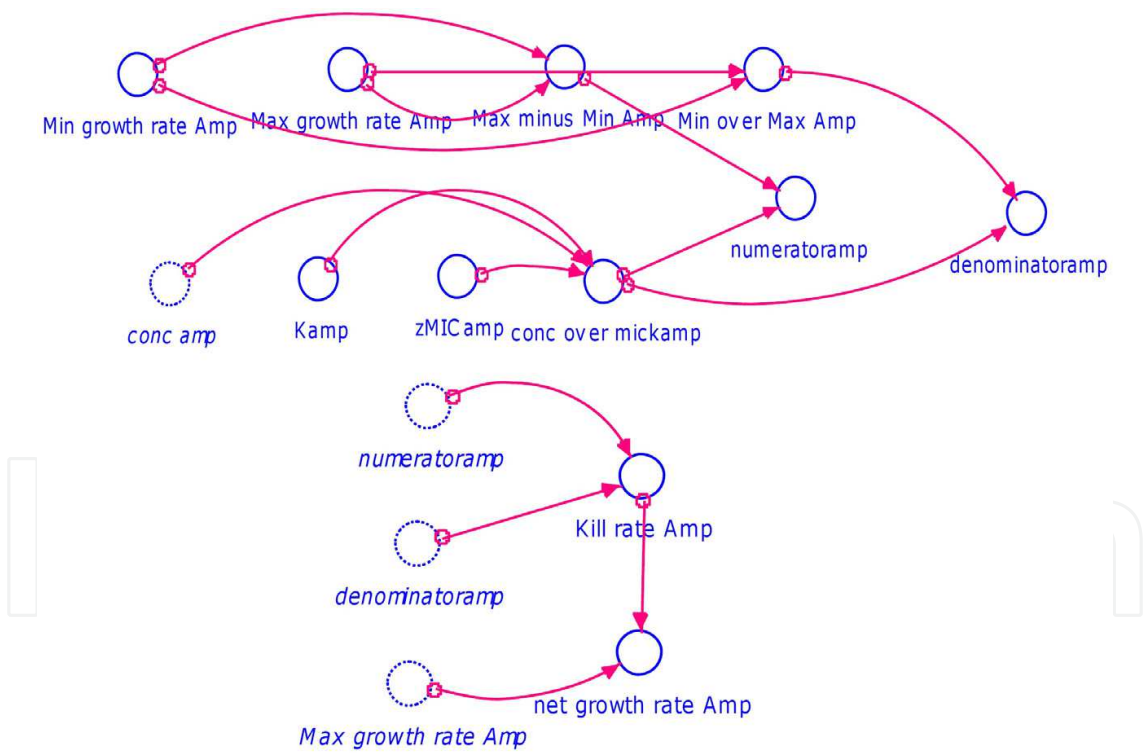 Min growth rate Amp
Max growth rate Amp
Max minus Min Amp
Min over Max Amp
numeratoramp
denominatoramp
conc amp
Kamp
zMICamp
conc over mickamp
numeratoramp
Kill rate Amp
denominatoramp
net growth rate Amp
Max growth rate Amp